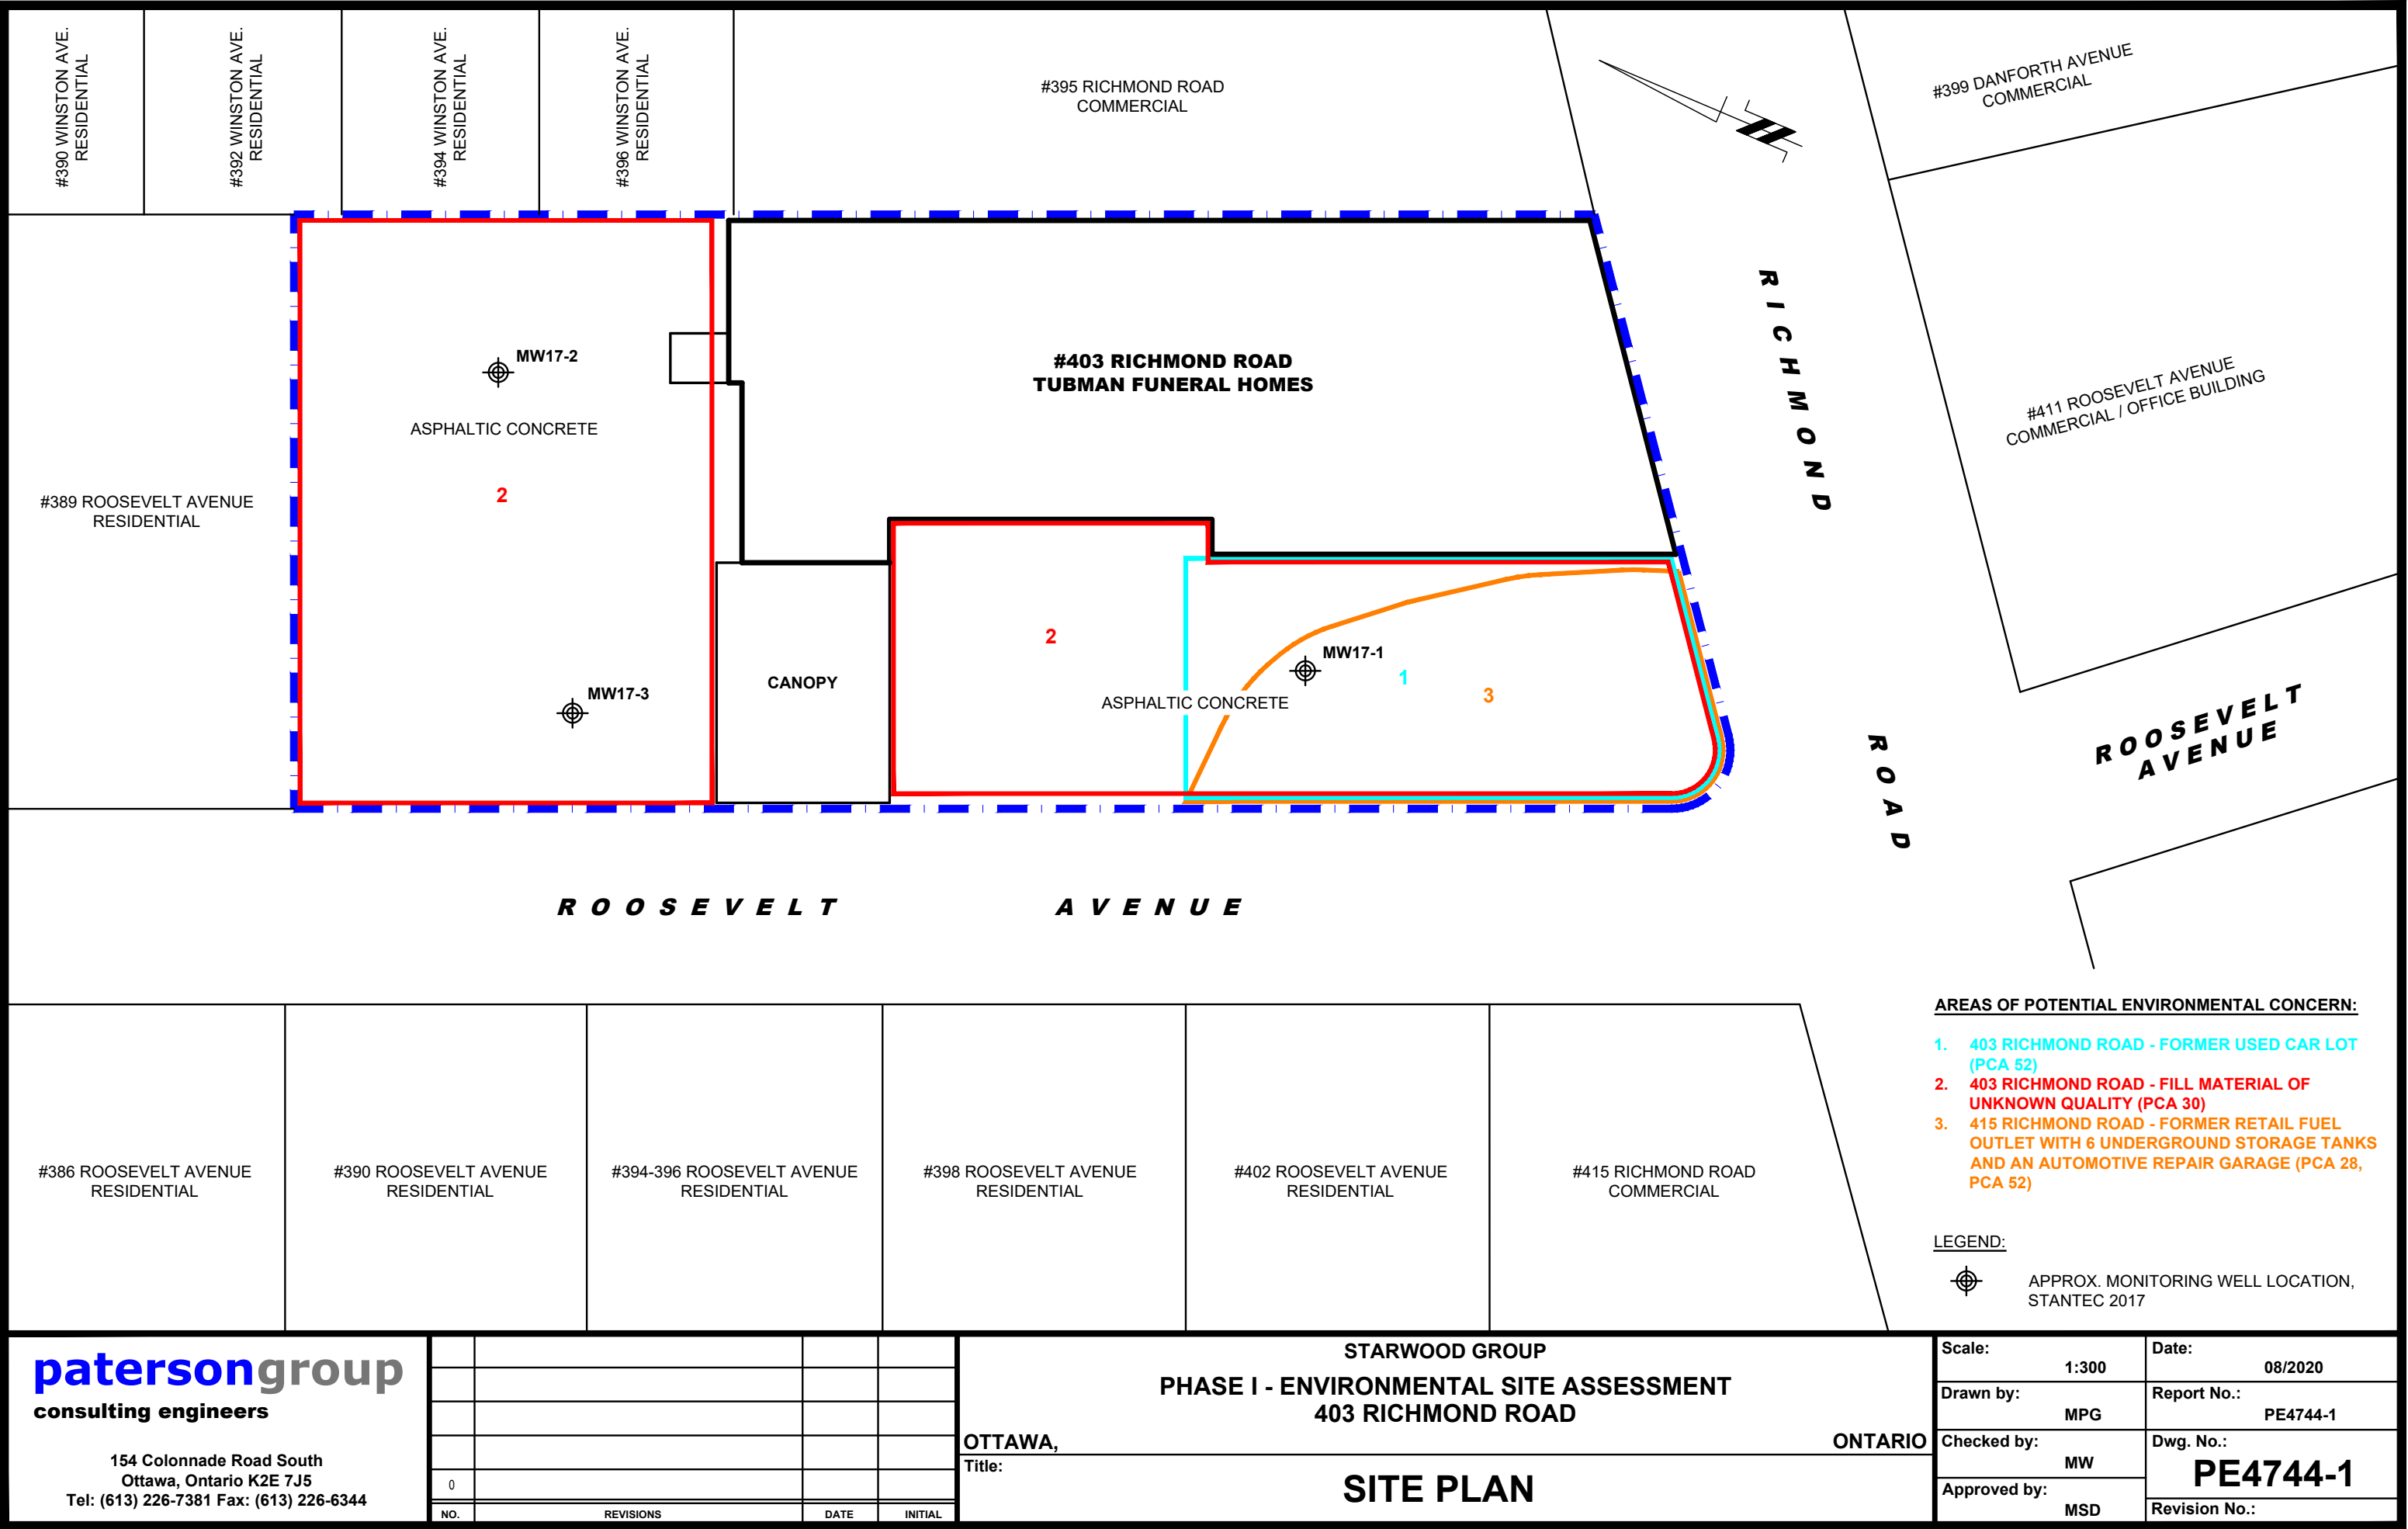 #390 WINSTON AVE.
RESIDENTIAL
#392 WINSTON AVE.
RESIDENTIAL
#394 WINSTON AVE.
RESIDENTIAL
#396 WINSTON AVE.
RESIDENTIAL
#395 RICHMOND ROAD
COMMERCIAL
#399 DANFORTH AVENUE
COMMERCIAL
#389 ROOSEVELT AVENUE
RESIDENTIAL
MW17-2
ASPHALTIC CONCRETE
2
MW17-3
#403 RICHMOND ROAD
TUBMAN FUNERAL HOMES
CANOPY
2
ASPHALTIC CONCRETE
MW17-1
1
3
RICHMOND
ROAD
#411 ROOSEVELT AVENUE
COMMERCIAL / OFFICE BUILDING
ROOSEVELT
AVENUE
ROOSEVELT AVENUE
#386 ROOSEVELT AVENUE
RESIDENTIAL
#390 ROOSEVELT AVENUE
RESIDENTIAL
#394-396 ROOSEVELT AVENUE
RESIDENTIAL
#398 ROOSEVELT AVENUE
RESIDENTIAL
#402 ROOSEVELT AVENUE
RESIDENTIAL
#415 RICHMOND ROAD
COMMERCIAL
AREAS OF POTENTIAL ENVIRONMENTAL CONCERN:
1. 403 RICHMOND ROAD - FORMER USED CAR LOT
(PCA 52)
2. 403 RICHMOND ROAD - FILL MATERIAL OF
UNKNOWN QUALITY (PCA 30)
3. 415 RICHMOND ROAD - FORMER RETAIL FUEL
OUTLET WITH 6 UNDERGROUND STORAGE TANKS
AND AN AUTOMOTIVE REPAIR GARAGE (PCA 28,
PCA 52)
LEGEND:
APPROX. MONITORING WELL LOCATION,
STANTEC 2017
patersongroup
consulting engineers
154 Colonnade Road South
Ottawa, Ontario K2E 7J5
Tel: (613) 226-7381 Fax: (613) 226-6344
0
NO. REVISIONS DATE INITIAL
STARWOOD GROUP
PHASE I - ENVIRONMENTAL SITE ASSESSMENT
403 RICHMOND ROAD
OTTAWA, ONTARIO
Title:
SITE PLAN
Scale:
1:300
Date:
08/2020
Drawn by:
MPG
Report No.:
PE4744-1
Checked by:
MW
Dwg. No.:
PE4744-1
Approved by:
MSD
Revision No.: